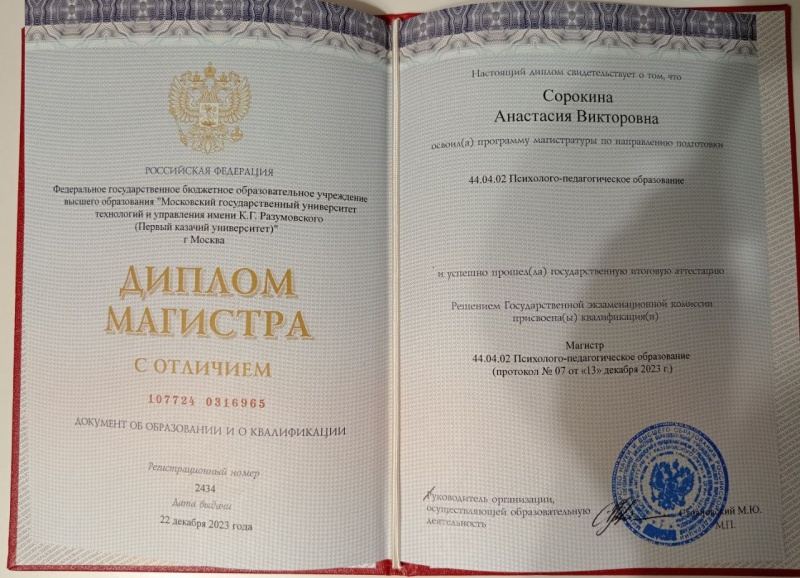 РОССИЙСКАЯ ФЕДЕРАЦИЯ
Федеральное государственное бюджетное образовательное учреждение
высшего образования "Московский государственный университет
технологий и управления имени К.Г. Разумовского
(Первый казачий университет)"
г Москва
ДИПЛОМ
МАГИСТРА
С ОТЛИЧИЕМ
107724 0316965
ДОКУМЕНТ ОБ ОБРАЗОВАНИИ И О КВАЛИФИКАЦИИ
Регистрационный номер
2434
Дата выдачи
22 декабря 2023 года
Настоящий диплом свидетельствует о том, что
Сорокина
Анастасия Викторовна
освоил(а) программу магистратуры по направлению подготовки
44.04.02 Психолого-педагогическое образование
и успешно прошел(ла) государственную итоговую аттестацию
Решением Государственной экзаменационной комиссии
присвоена(ы) квалификация(и)
Магистр
44.04.02 Психолого-педагогическое образование
(протокол № 07 от «13» декабря 2023 г.)
Руководитель организации,
осуществляющей образовательную
деятельность
М.Ю.
М.П.